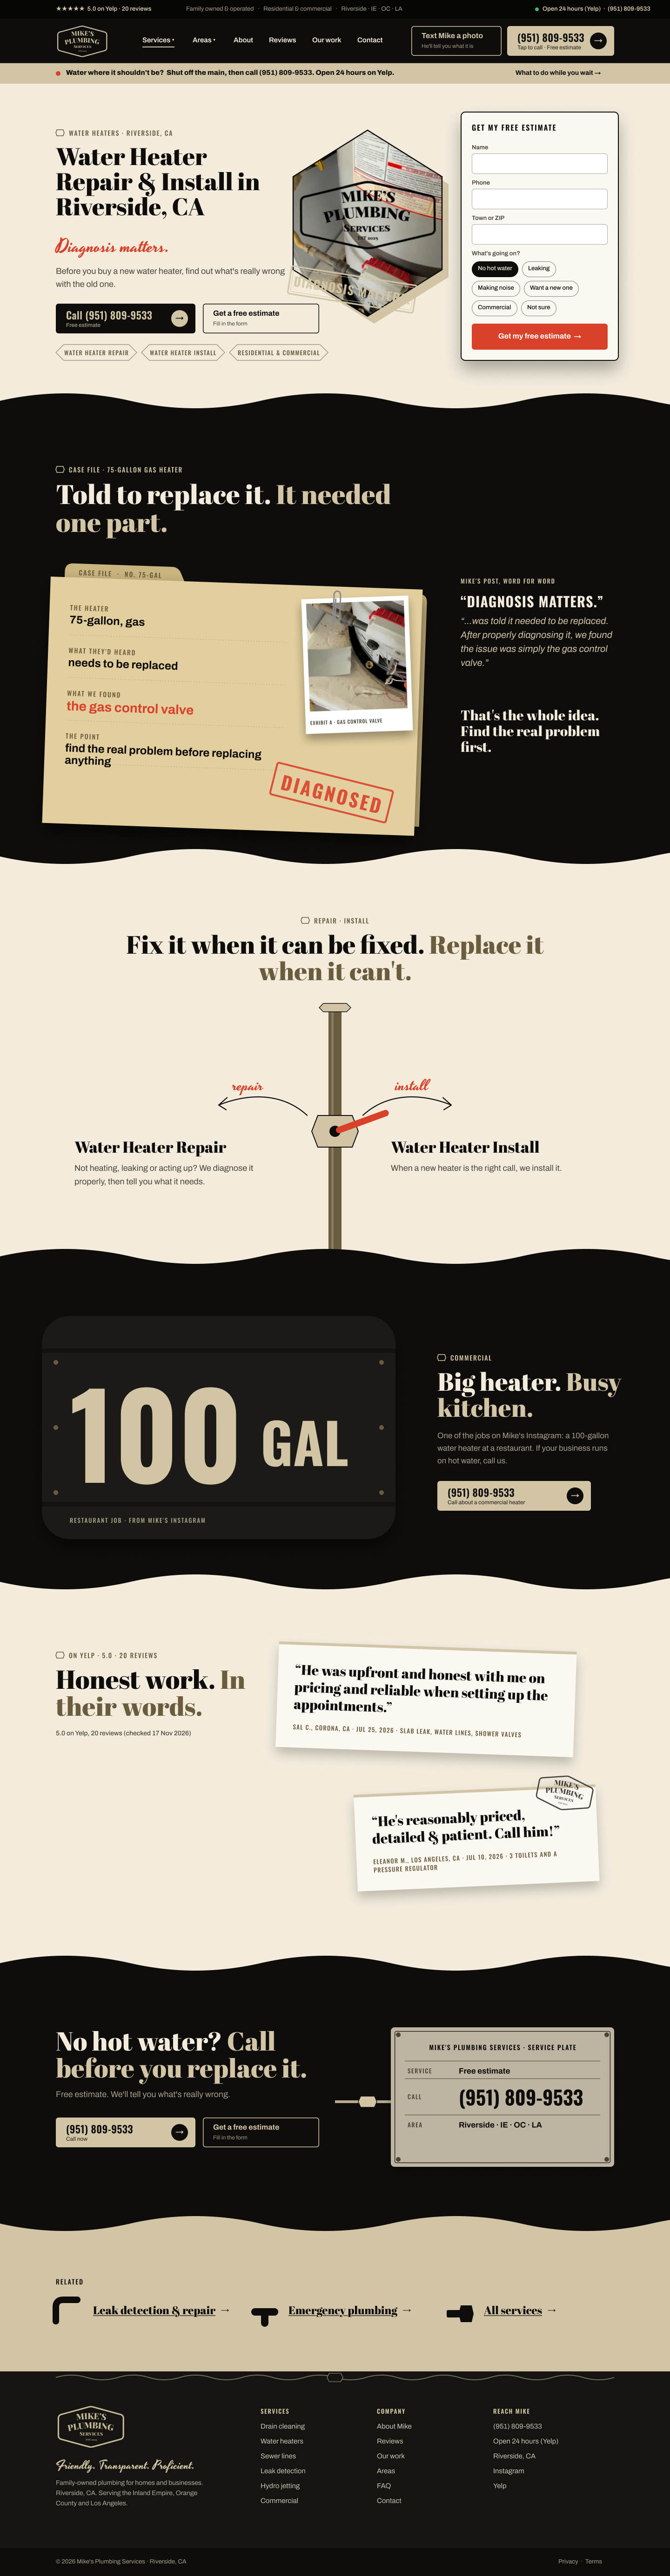 ★★★★★ 5.0 on Yelp · 20 reviews
Family owned & operated · Residential & commercial · Riverside · IE · OC · LA
Open 24 hours (Yelp) · (951) 809-9533
MIKE'S
PLUMBING
SERVICES
Services
Areas
About
Reviews
Our work
Contact
Text Mike a photo
He'll tell you what it is
(951) 809-9533
Tap to call · Free estimate
Water where it shouldn't be? Shut off the main, then call (951) 809-9533. Open 24 hours on Yelp.
What to do while you wait →
WATER HEATERS · RIVERSIDE, CA
Water Heater
Repair & Install in
Riverside, CA
Diagnosis matters.
Before you buy a new water heater, find out what's really wrong
with the old one.
Call (951) 809-9533
Free estimate
→
Get a free estimate
Fill in the form
WATER HEATER REPAIR
WATER HEATER INSTALL
RESIDENTIAL & COMMERCIAL
MIKE'S
PLUMBING
SERVICES
EST 2025
GET MY FREE ESTIMATE
Name
Phone
Town or ZIP
What's going on?
No hot water
Leaking
Making noise
Want a new one
Commercial
Not sure
Get my free estimate →
CASE FILE · 75-GALLON GAS HEATER
Told to replace it. It needed
one part.
CASE FILE · NO. 75-GAL
THE HEATER
75-gallon, gas
WHAT THEY'D HEARD
needs to be replaced
WHAT WE FOUND
the gas control valve
THE POINT
find the real problem before replacing
anything
EXHIBIT A · GAS CONTROL VALVE
DIAGNOSED
MIKE'S POST, WORD FOR WORD
“DIAGNOSIS MATTERS.”
“...was told it needed to be replaced.
After properly diagnosing it, we found
the issue was simply the gas control
valve.”
That's the whole idea.
Find the real problem
first.
REPAIR · INSTALL
Fix it when it can be fixed. Replace it
when it can't.
repair
install
Water Heater Repair
Not heating, leaking or acting up? We diagnose it
properly, then tell you what it needs.
Water Heater Install
When a new heater is the right call, we install it.
100 GAL
RESTAURANT JOB · FROM MIKE'S INSTAGRAM
COMMERCIAL
Big heater. Busy
kitchen.
One of the jobs on Mike's Instagram: a 100-gallon
water heater at a restaurant. If your business runs
on hot water, call us.
(951) 809-9533
Call about a commercial heater
→
ON YELP · 5.0 · 20 REVIEWS
Honest work. In
their words.
5.0 on Yelp, 20 reviews (checked 17 Nov 2026)
“He was upfront and honest with me on
pricing and reliable when setting up the
appointments.”
SAL C., CORONA, CA · JUL 25, 2026 · SLAB LEAK, WATER LINES, SHOWER VALVES
MIKE'S
PLUMBING
SERVICES
“He's reasonably priced,
detailed & patient. Call him!”
ELEANOR M., LOS ANGELES, CA · JUL 10, 2026 · 3 TOILETS AND A
PRESSURE REGULATOR
No hot water? Call
before you replace it.
Free estimate. We'll tell you what's really wrong.
(951) 809-9533
Call now
→
Get a free estimate
Fill in the form
MIKE'S PLUMBING SERVICES · SERVICE PLATE
SERVICE Free estimate
CALL (951) 809-9533
AREA Riverside · IE · OC · LA
RELATED
Leak detection & repair →
Emergency plumbing →
All services →
MIKE'S
PLUMBING
SERVICES
Friendly. Transparent. Proficient.
Family-owned plumbing for homes and businesses.
Riverside, CA. Serving the Inland Empire, Orange
County and Los Angeles.
SERVICES
Drain cleaning
Water heaters
Sewer lines
Leak detection
Hydro jetting
Commercial
COMPANY
About Mike
Reviews
Our work
Areas
FAQ
Contact
REACH MIKE
(951) 809-9533
Open 24 hours (Yelp)
Riverside, CA
Instagram
Yelp
© 2026 Mike's Plumbing Services · Riverside, CA
Privacy · Terms